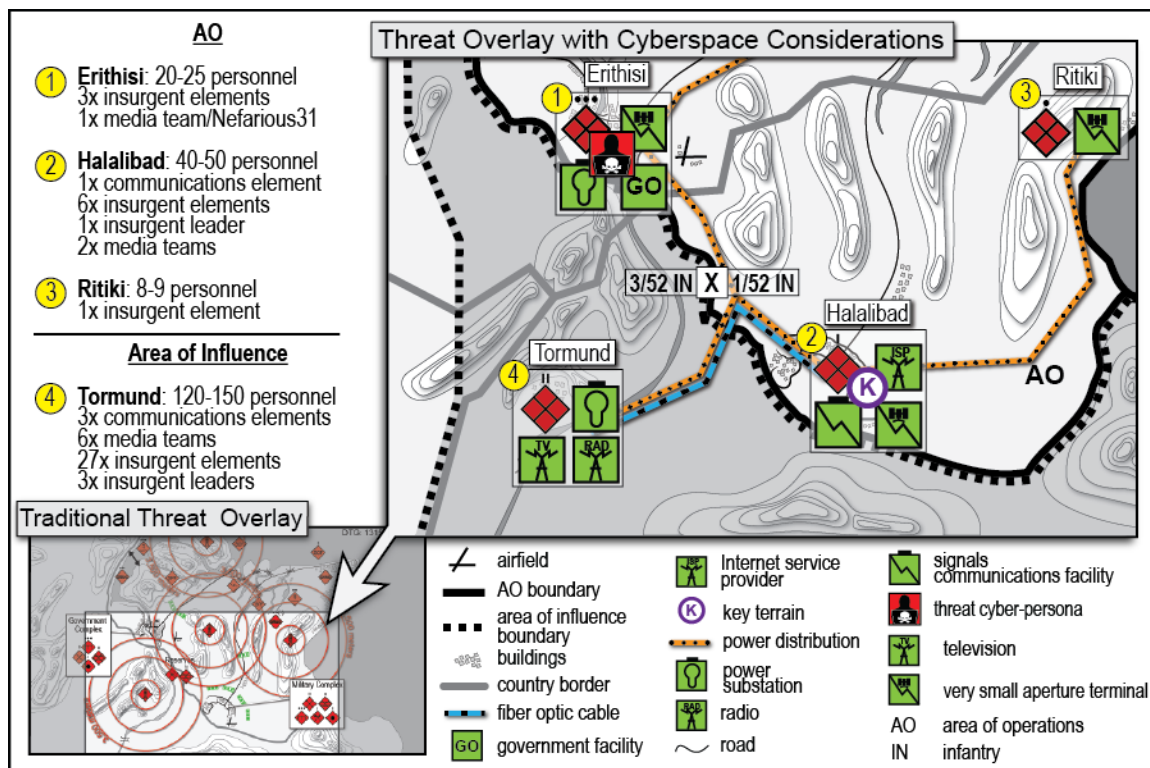 AO
1 Erithisi: 20-25 personnel
3x insurgent elements
1x media team/Nefarious31
2 Halalibad: 40-50 personnel
1x communications element
6x insurgent elements
1x insurgent leader
2x media teams
3 Ritiki: 8-9 personnel
1x insurgent element
Area of Influence
4 Tormund: 120-150 personnel
3x communications elements
6x media teams
27x insurgent elements
3x insurgent leaders
Threat Overlay with Cyberspace Considerations
Erithisi
1
GO
Ritiki
3
3/52 IN X 1/52 IN
Halalibad
2
ISP
K
AO
Tormund
4
TV RAD
Traditional Threat Overlay
Government
Complex
Military Complex
airfield
AO boundary
area of influence
boundary
buildings
country border
fiber optic cable
GO government facility
ISP Internet service
provider
K key terrain
power distribution
power
substation
RAD radio
road
signals
communications facility
threat cyber-persona
TV television
very small aperture terminal
AO area of operations
IN infantry